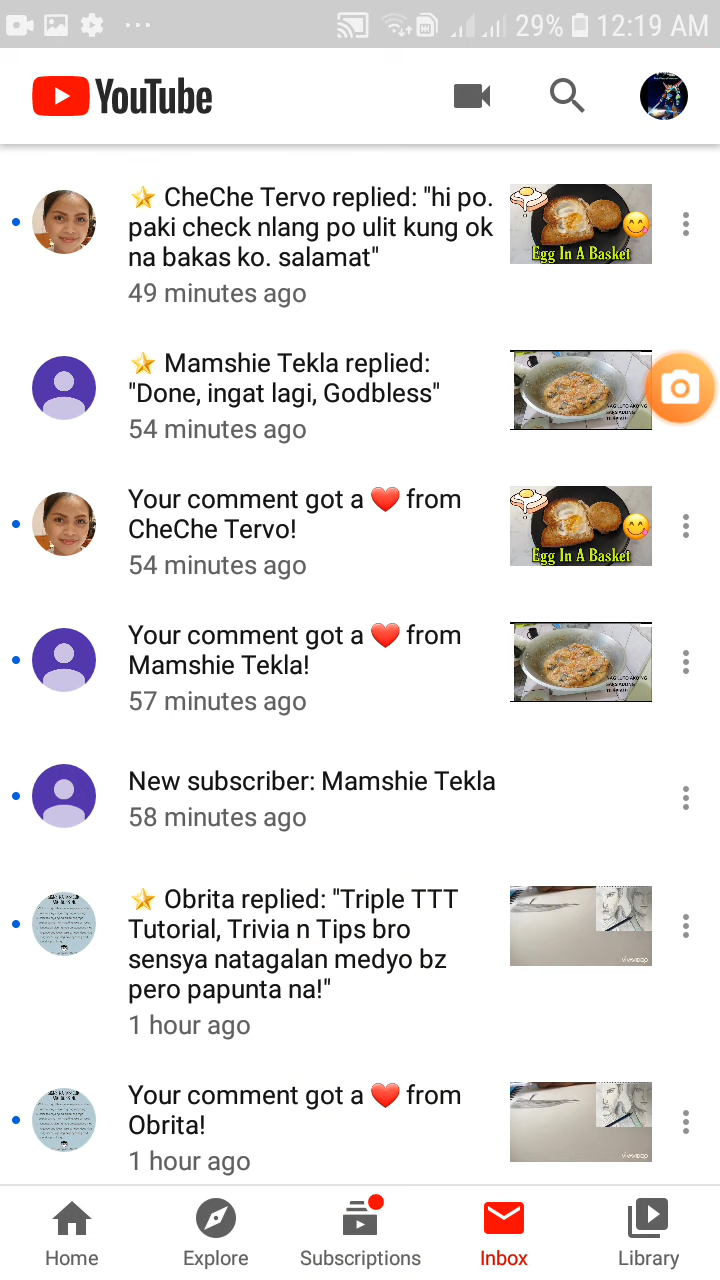 29% 12:19 AM
YouTube
CheChe Tervo replied: "hi po.
paki check nlang po ulit kung ok
na bakas ko. salamat"
49 minutes ago
Egg In A Basket
Mamshie Tekla replied:
"Done, ingat lagi, Godbless"
54 minutes ago
Your comment got a ❤️ from
CheChe Tervo!
54 minutes ago
Egg In A Basket
Your comment got a ❤️ from
Mamshie Tekla!
57 minutes ago
New subscriber: Mamshie Tekla
58 minutes ago
Obrita replied: "Triple TTT
Tutorial, Trivia n Tips bro
sensya natagalan medyo bz
pero papunta na!"
1 hour ago
VIVAVIDEO
Your comment got a ❤️ from
Obrita!
1 hour ago
VIVAVIDEO
Home Explore Subscriptions Inbox Library